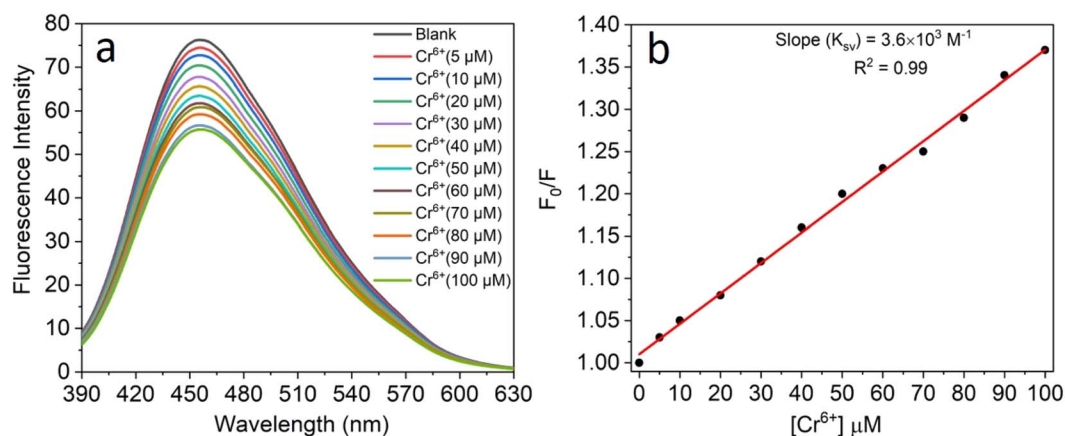 a
Fluorescence Intensity
80
70
60
50
40
30
20
10
0
390
420
450
480
510
540
570
600
630
Wavelength (nm)
Blank
Cr⁶⁺(5 μM)
Cr⁶⁺(10 μM)
Cr⁶⁺(20 μM)
Cr⁶⁺(30 μM)
Cr⁶⁺(40 μM)
Cr⁶⁺(50 μM)
Cr⁶⁺(60 μM)
Cr⁶⁺(70 μM)
Cr⁶⁺(80 μM)
Cr⁶⁺(90 μM)
Cr⁶⁺(100 μM)
b
Slope (Kₛᵥ) = 3.6×10³ M⁻¹
R² = 0.99
F₀/F
1.40
1.35
1.30
1.25
1.20
1.15
1.10
1.05
1.00
0
10
20
30
40
50
60
70
80
90
100
[Cr⁶⁺] μM